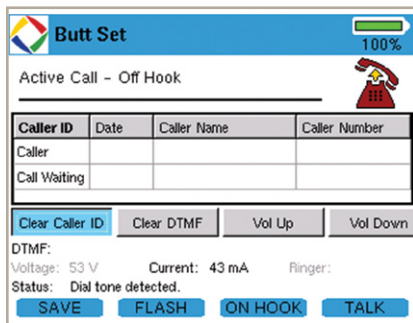 Butt Set
100%
Active Call - Off Hook
Caller ID Date Caller Name Caller Number
Caller
Call Waiting
Clear Caller ID Clear DTMF Vol Up Vol Down
DTMF:
Voltage: 53 V Current: 43 mA Ringer:
Status: Dial tone detected.
SAVE FLASH ON HOOK TALK